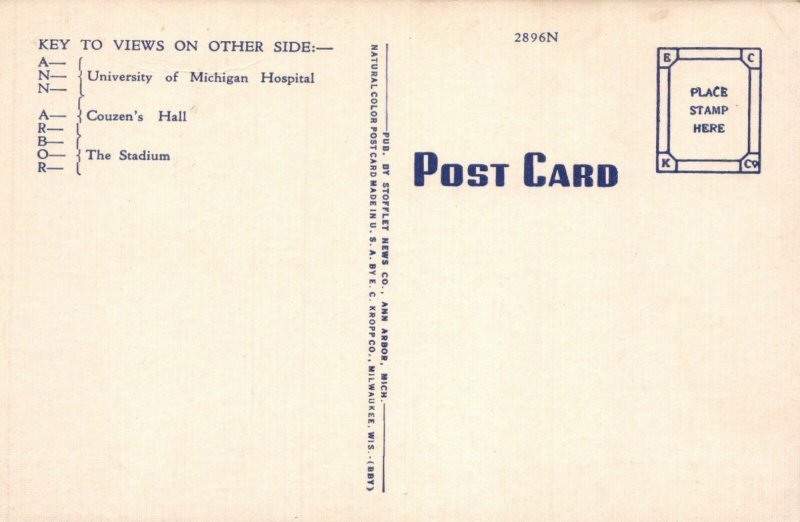 KEY TO VIEWS ON OTHER SIDE:—
A—
N— University of Michigan Hospital
N—
A— Couzen's Hall
R—
B—
O— The Stadium
R—
PUB. BY STOFFLET NEWS CO., ANN ARBOR, MICH.
NATURAL COLOR POST CARD MADE IN U. S. A. BY E. C. KROPP CO., MILWAUKEE, WIS.-(BBY)
2896N
POST CARD
E C
PLACE
STAMP
HERE
K Co